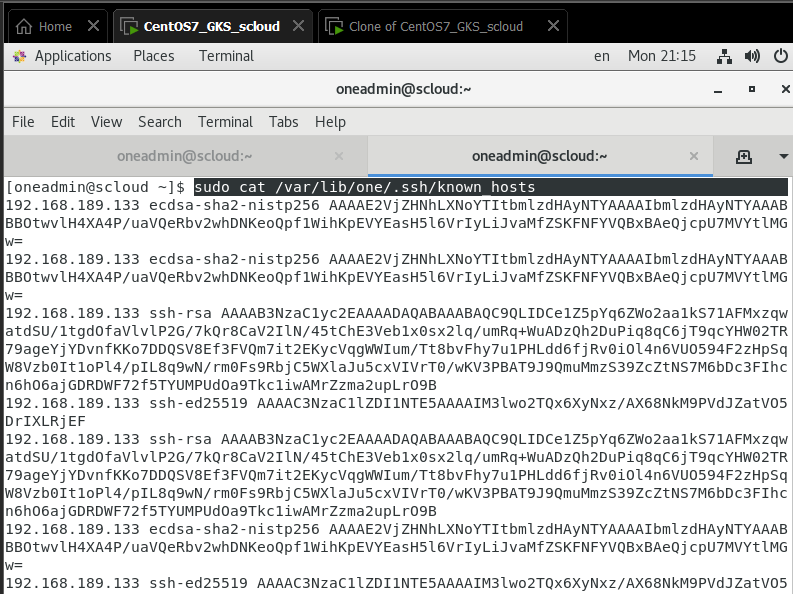 Home
CentOS7_GKS_scloud
Clone of CentOS7_GKS_scloud
Applications Places Terminal en Mon 21:15
oneadmin@scloud:~
File Edit View Search Terminal Tabs Help
oneadmin@scloud:~ oneadmin@scloud:~
[oneadmin@scloud ~]$ sudo cat /var/lib/one/.ssh/known_hosts
192.168.189.133 ecdsa-sha2-nistp256 AAAAE2VjZHNhLXNoYTItbmlzdHAyNTYAAAAIbmlzdHAyNTYAAAB
BBOtwvlH4XA4P/uaVQeRbv2whDNKeoQpf1WihKpEVYEasH5l6VrIyLiJvaMfZSKFNFYVQBxBAeQjcpU7MVYtlMG
w=
192.168.189.133 ecdsa-sha2-nistp256 AAAAE2VjZHNhLXNoYTItbmlzdHAyNTYAAAAIbmlzdHAyNTYAAAB
BBOtwvlH4XA4P/uaVQeRbv2whDNKeoQpf1WihKpEVYEasH5l6VrIyLiJvaMfZSKFNFYVQBxBAeQjcpU7MVYtlMG
w=
192.168.189.133 ssh-rsa AAAAB3NzaC1yc2EAAAADAQABAAABAQC9QLIDCe1Z5pYq6ZWo2aa1kS71AFMxzqw
atdSU/1tgdOfaVlvlP2G/7kQr8CaV2IlN/45tChE3Veb1x0sx2lq/umRq+WuADzQh2DuPiq8qC6jT9qcYHW02TR
79ageYjYDvnfKKo7DDQSV8Ef3FVQm7it2EKycVqgWWIum/Tt8bvFhy7u1PHLdd6fjRv0iOl4n6VUO594F2zHpSq
W8Vzb0It1oPl4/pIL8q9wN/rm0Fs9RbjC5WXlaJu5cxVIVrT0/wKV3PBAT9J9QmuMmzS39ZcZtNS7M6bDc3FIhc
n6hO6ajGDRDWF72f5TYUMPUdOa9Tkc1iwAMrZzma2upLrO9B
192.168.189.133 ssh-ed25519 AAAAC3NzaC1lZDI1NTE5AAAAIM3lwo2TQx6XyNxz/AX68NkM9PVdJZatVO5
DrIXLRjEF
192.168.189.133 ssh-rsa AAAAB3NzaC1yc2EAAAADAQABAAABAQC9QLIDCe1Z5pYq6ZWo2aa1kS71AFMxzqw
atdSU/1tgdOfaVlvlP2G/7kQr8CaV2IlN/45tChE3Veb1x0sx2lq/umRq+WuADzQh2DuPiq8qC6jT9qcYHW02TR
79ageYjYDvnfKKo7DDQSV8Ef3FVQm7it2EKycVqgWWIum/Tt8bvFhy7u1PHLdd6fjRv0iOl4n6VUO594F2zHpSq
W8Vzb0It1oPl4/pIL8q9wN/rm0Fs9RbjC5WXlaJu5cxVIVrT0/wKV3PBAT9J9QmuMmzS39ZcZtNS7M6bDc3FIhc
n6hO6ajGDRDWF72f5TYUMPUdOa9Tkc1iwAMrZzma2upLrO9B
192.168.189.133 ecdsa-sha2-nistp256 AAAAE2VjZHNhLXNoYTItbmlzdHAyNTYAAAAIbmlzdHAyNTYAAAB
BBOtwvlH4XA4P/uaVQeRbv2whDNKeoQpf1WihKpEVYEasH5l6VrIyLiJvaMfZSKFNFYVQBxBAeQjcpU7MVYtlMG
w=
192.168.189.133 ssh-ed25519 AAAAC3NzaC1lZDI1NTE5AAAAIM3lwo2TQx6XyNxz/AX68NkM9PVdJZatVO5